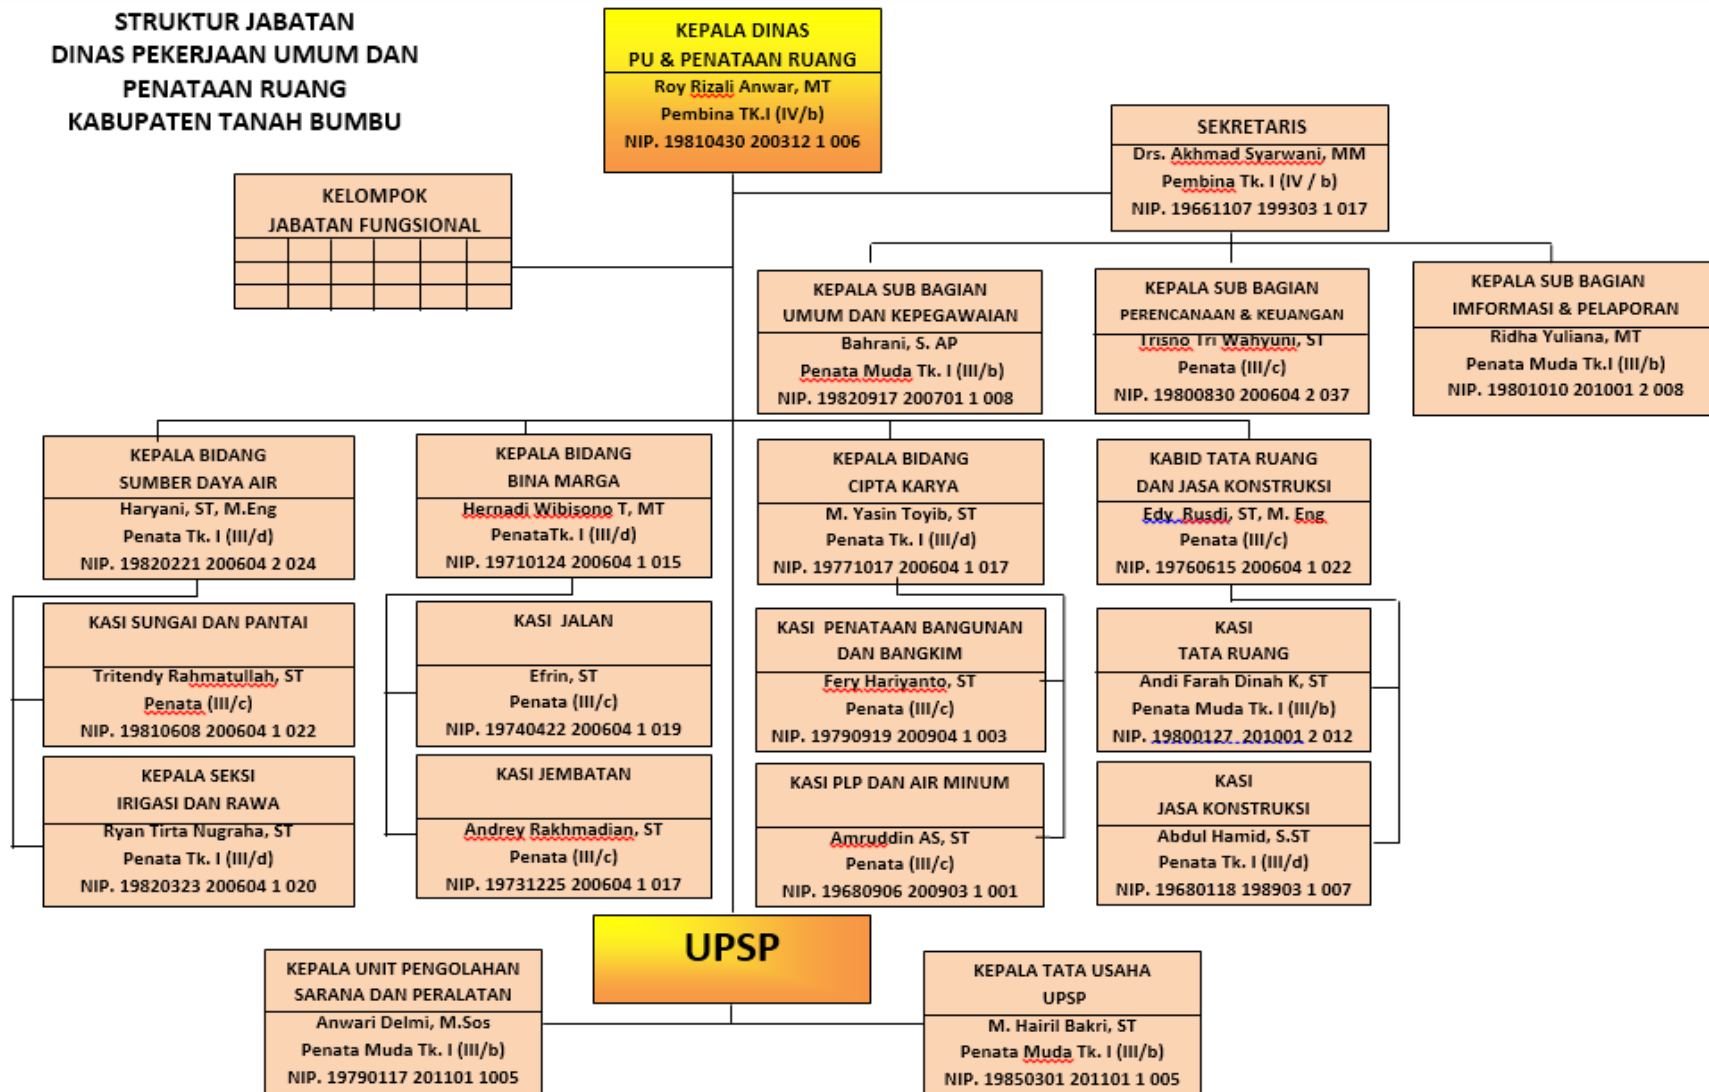 STRUKTUR JABATAN
DINAS PEKERJAAN UMUM DAN
PENATAAN RUANG
KABUPATEN TANAH BUMBU
KEPALA DINAS
PU & PENATAAN RUANG
Roy Rizali Anwar, MT
Pembina TK.I (IV/b)
NIP. 19810430 200312 1 006
SEKRETARIS
Drs. Akhmad Syarwani, MM
Pembina Tk. I (IV / b)
NIP. 19661107 199303 1 017
KELOMPOK
JABATAN FUNGSIONAL
KEPALA SUB BAGIAN
UMUM DAN KEPEGAWAIAN
Bahrani, S. AP
Penata Muda Tk. I (III/b)
NIP. 19820917 200701 1 008
KEPALA SUB BAGIAN
PERENCANAAN & KEUANGAN
Trisno Tri Wahyuni, ST
Penata (III/c)
NIP. 19800830 200604 2 037
KEPALA SUB BAGIAN
IMFORMASI & PELAPORAN
Ridha Yuliana, MT
Penata Muda Tk.I (III/b)
NIP. 19801010 201001 2 008
KEPALA BIDANG
SUMBER DAYA AIR
Haryani, ST, M.Eng
Penata Tk. I (III/d)
NIP. 19820221 200604 2 024
KEPALA BIDANG
BINA MARGA
Hernadi Wibisono T, MT
PenataTk. I (III/d)
NIP. 19710124 200604 1 015
KEPALA BIDANG
CIPTA KARYA
M. Yasin Toyib, ST
Penata Tk. I (III/d)
NIP. 19771017 200604 1 017
KABID TATA RUANG
DAN JASA KONSTRUKSI
Edy Rusdi, ST, M. Eng
Penata (III/c)
NIP. 19760615 200604 1 022
KASI SUNGAI DAN PANTAI
Tritendy Rahmatullah, ST
Penata (III/c)
NIP. 19810608 200604 1 022
KASI JALAN
Efrin, ST
Penata (III/c)
NIP. 19740422 200604 1 019
KASI PENATAAN BANGUNAN
DAN BANGKIM
Fery Hariyanto, ST
Penata (III/c)
NIP. 19790919 200904 1 003
KASI
TATA RUANG
Andi Farah Dinah K, ST
Penata Muda Tk. I (III/b)
NIP. 19800127 201001 2 012
KEPALA SEKSI
IRIGASI DAN RAWA
Ryan Tirta Nugraha, ST
Penata Tk. I (III/d)
NIP. 19820323 200604 1 020
KASI JEMBATAN
Andrey Rakhmadian, ST
Penata (III/c)
NIP. 19731225 200604 1 017
KASI PLP DAN AIR MINUM
Amruddin AS, ST
Penata (III/c)
NIP. 19680906 200903 1 001
KASI
JASA KONSTRUKSI
Abdul Hamid, S.ST
Penata Tk. I (III/d)
NIP. 19680118 198903 1 007
UPSP
KEPALA UNIT PENGOLAHAN
SARANA DAN PERALATAN
Anwari Delmi, M.Sos
Penata Muda Tk. I (III/b)
NIP. 19790117 201101 1005
KEPALA TATA USAHA
UPSP
M. Hairil Bakri, ST
Penata Muda Tk. I (III/b)
NIP. 19850301 201101 1 005